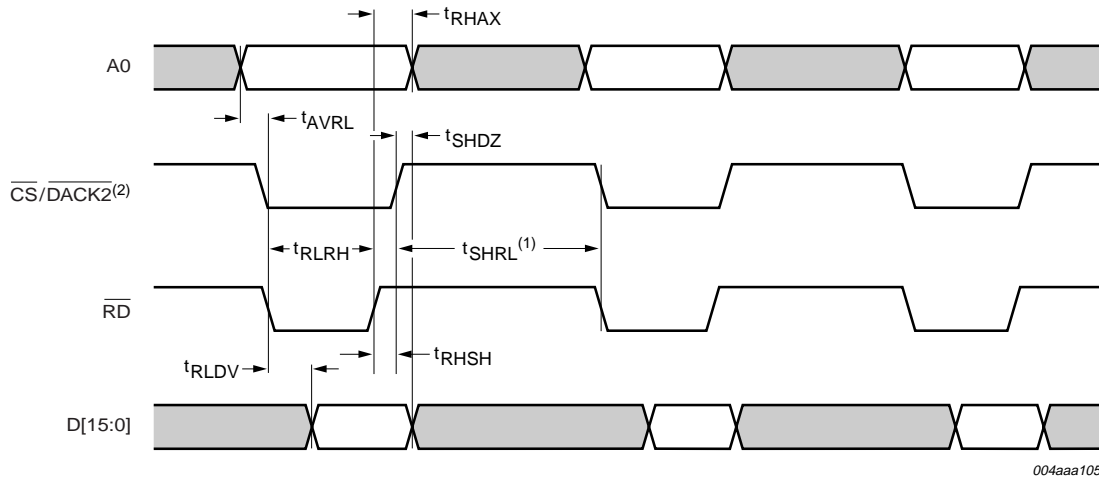 tRHAX
A0
tAVRL
tSHDZ
CS/DACK2(2)
tRLRH
tSHRL(1)
RD
tRHSH
tRLDV
D[15:0]
004aaa105